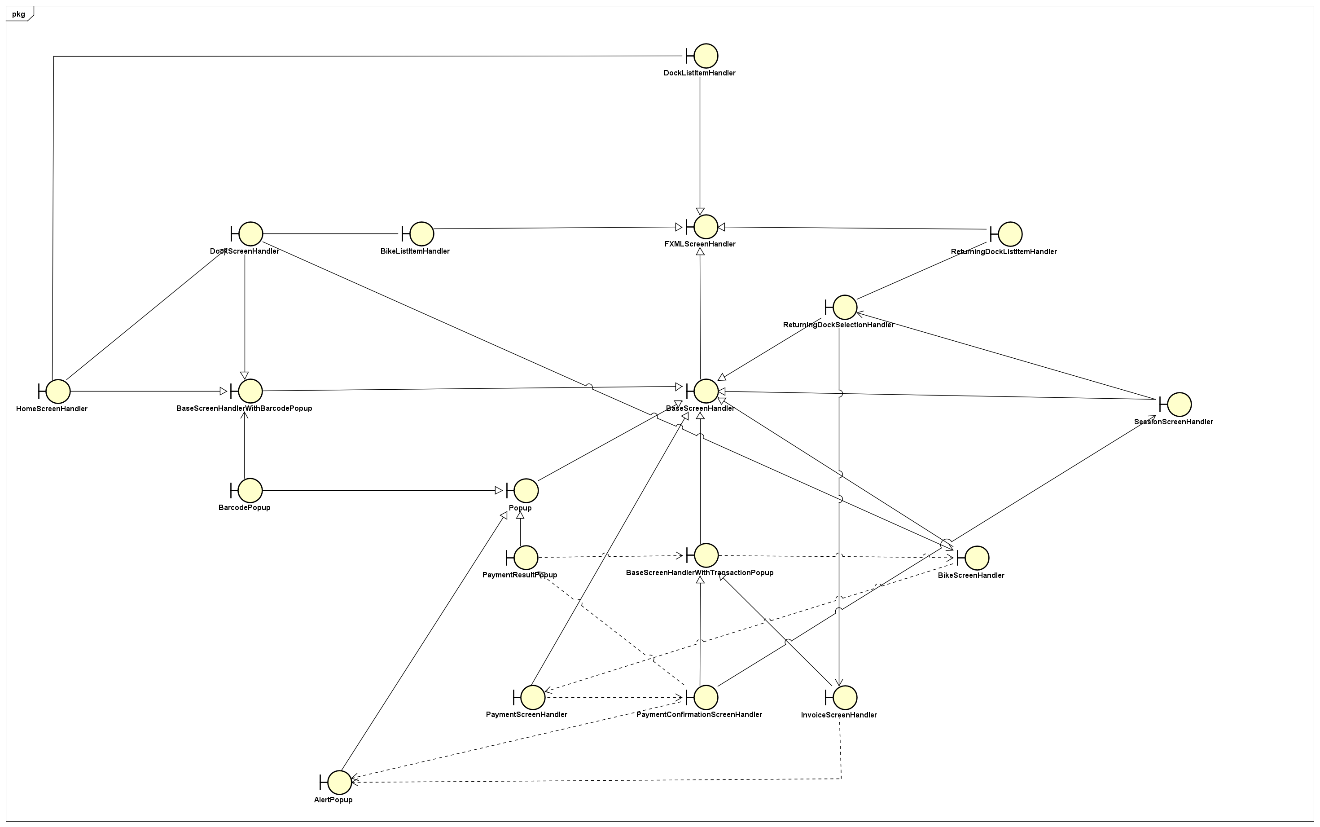 pkg
DockListItemHandler
DockScreenHandler
BikeListItemHandler
FXMLScreenHandler
ReturningDockListItemHandler
ReturningDockSelectionHandler
HomeScreenHandler
BaseScreenHandlerWithBarcodePopup
BaseScreenHandler
SessionScreenHandler
BarcodePopup
Popup
PaymentResultPopup
BaseScreenHandlerWithTransactionPopup
BikeScreenHandler
PaymentScreenHandler
PaymentConfirmationScreenHandler
InvoiceScreenHandler
AlertPopup